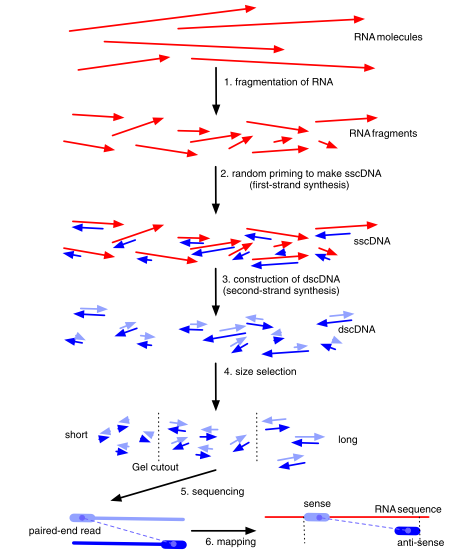 RNA molecules
1. fragmentation of RNA
RNA fragments
2. random priming to make sscDNA
(first-strand synthesis)
sscDNA
3. construction of dscDNA
(second-strand synthesis)
dscDNA
4. size selection
short
long
Gel cutout
5. sequencing
sense
RNA sequence
paired-end read
6. mapping
anti-sense